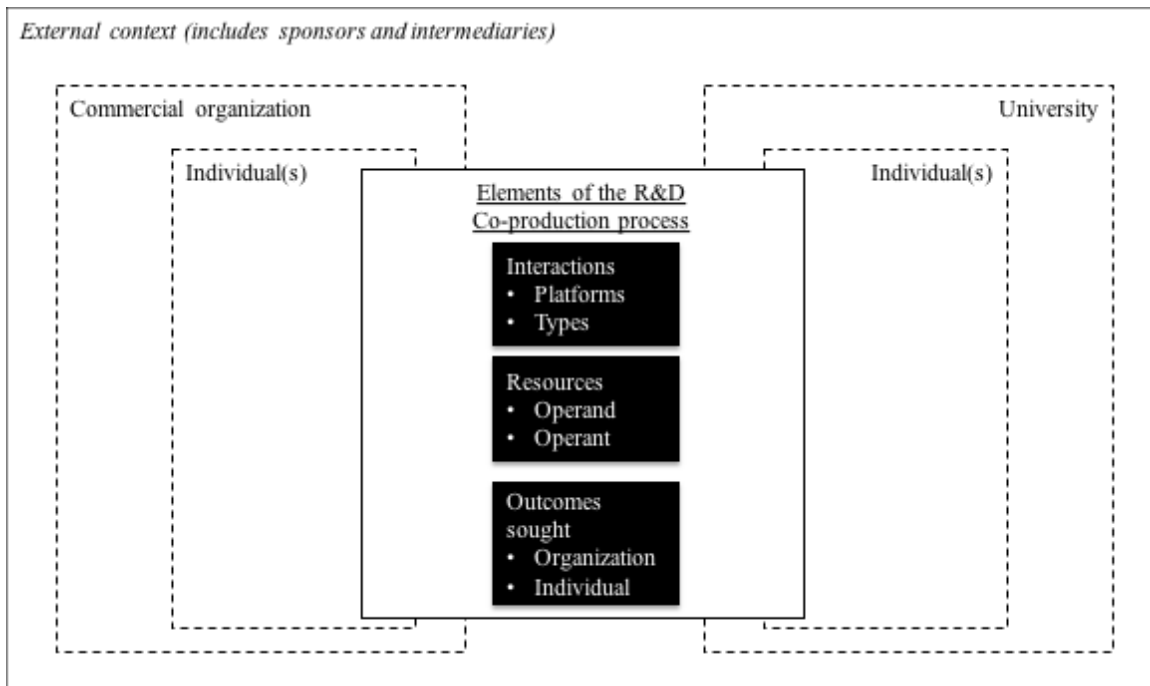 External context (includes sponsors and intermediaries)
Commercial organization
University
Individual(s)
Individual(s)
Elements of the R&D
Co-production process
Interactions
• Platforms
• Types
Resources
• Operand
• Operant
Outcomes
sought
• Organization
• Individual